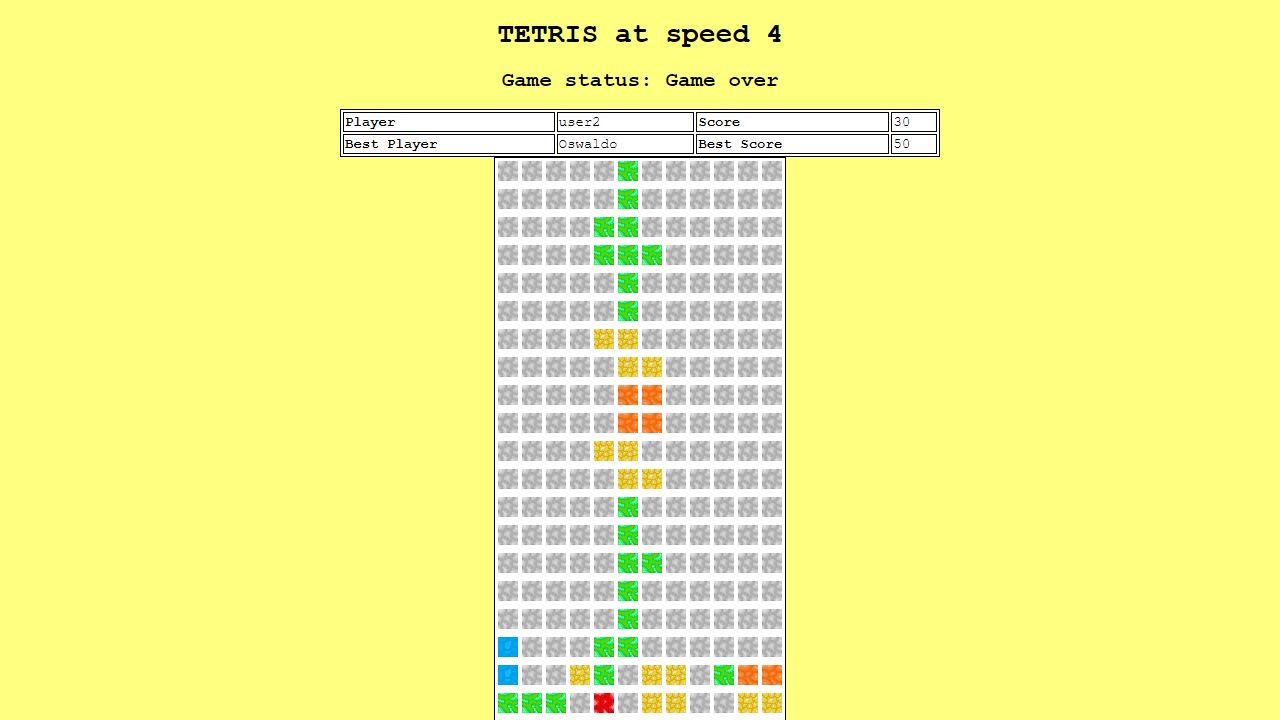 TETRIS at speed 4
Game status: Game over
Player user2 Score 30
Best Player Oswaldo Best Score 50